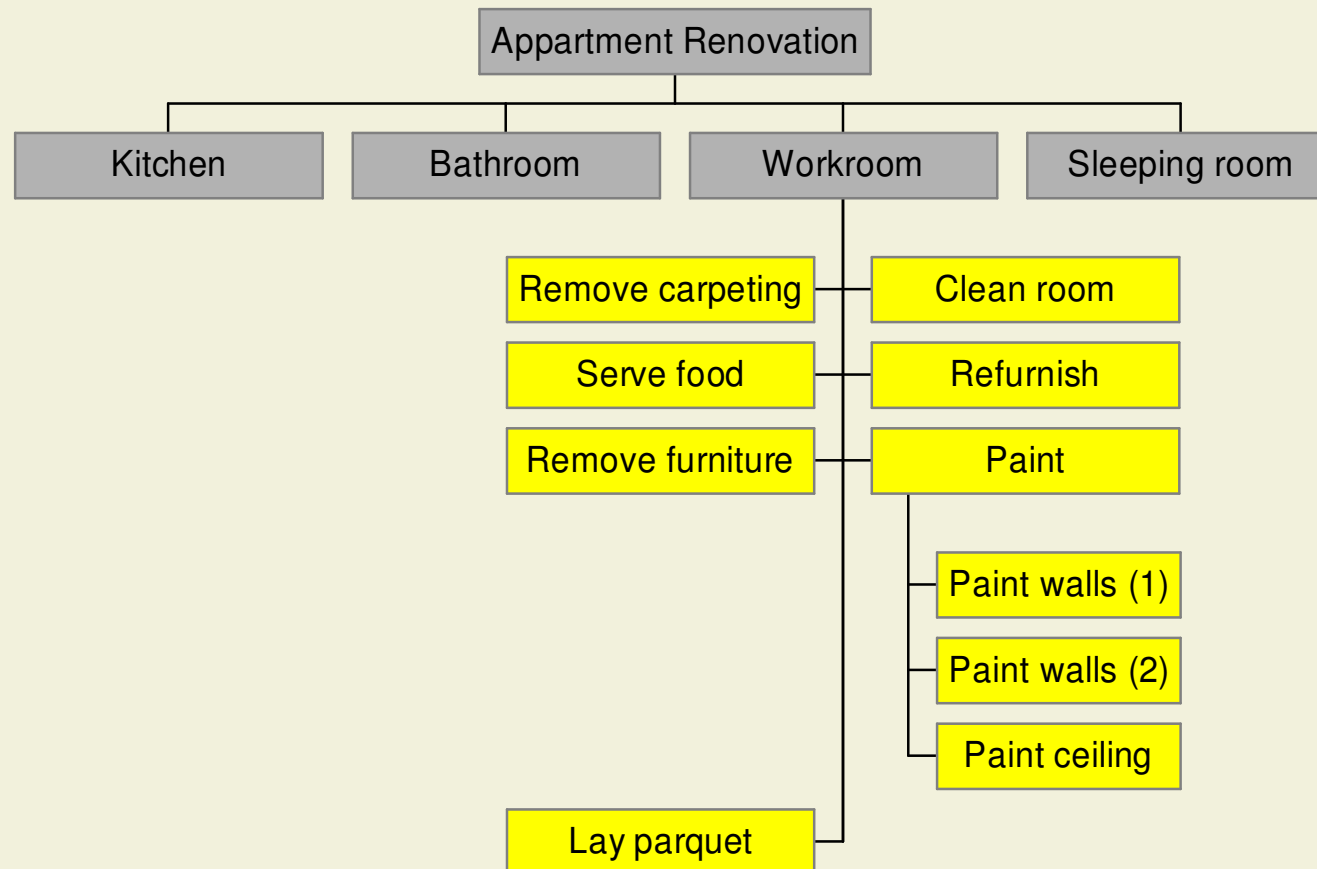 Appartment Renovation
Kitchen
Bathroom
Workroom
Sleeping room
Remove carpeting
Clean room
Serve food
Refurnish
Remove furniture
Paint
Paint walls (1)
Paint walls (2)
Paint ceiling
Lay parquet